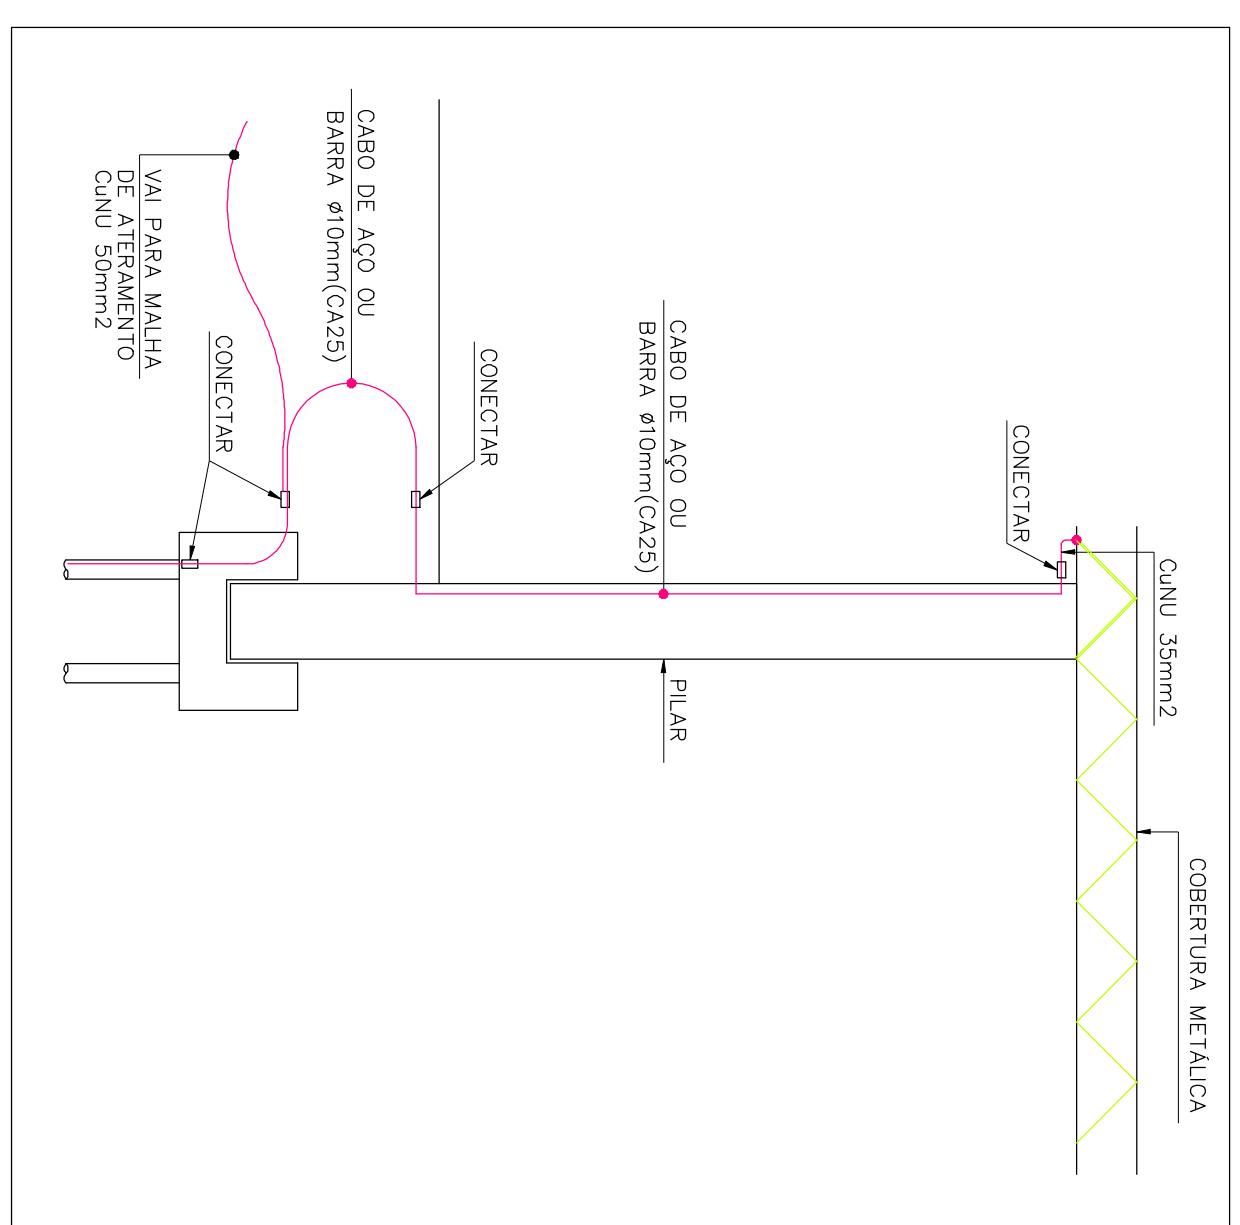 COBERTURA METÁLICA
CuNU 35mm2
CONECTAR
CABO DE AÇO OU
BARRA ø10mm(CA25)
PILAR
CONECTAR
CABO DE AÇO OU
BARRA ø10mm(CA25)
CONECTAR
VAI PARA MALHA
DE ATERAMENTO
CuNU 50mm2